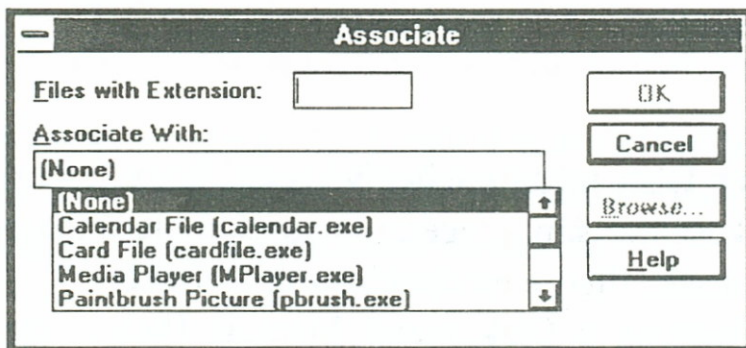 Associate
Files with Extension:
OK
Associate With:
Cancel
(None)
(None)
Calendar File (calendar.exe)
Browse...
Card File (cardfile.exe)
Media Player (MPlayer.exe)
Help
Paintbrush Picture (pbrush.exe)